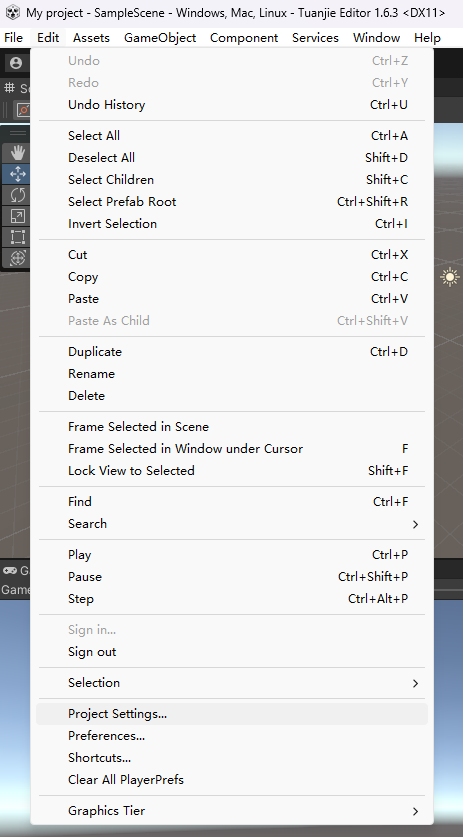 My project - SampleScene - Windows, Mac, Linux - Tuanjie Editor 1.6.3 <DX11>
File Edit Assets GameObject Component Services Window Help
Undo Ctrl+Z
Redo Ctrl+Y
Undo History Ctrl+U
Select All Ctrl+A
Deselect All Shift+D
Select Children Shift+C
Select Prefab Root Ctrl+Shift+R
Invert Selection Ctrl+I
Cut Ctrl+X
Copy Ctrl+C
Paste Ctrl+V
Paste As Child Ctrl+Shift+V
Duplicate Ctrl+D
Rename
Delete
Frame Selected in Scene
Frame Selected in Window under Cursor F
Lock View to Selected Shift+F
Find Ctrl+F
Search
Play Ctrl+P
Pause Ctrl+Shift+P
Step Ctrl+Alt+P
Sign in...
Sign out
Selection
Project Settings...
Preferences...
Shortcuts...
Clear All PlayerPrefs
Graphics Tier
Game